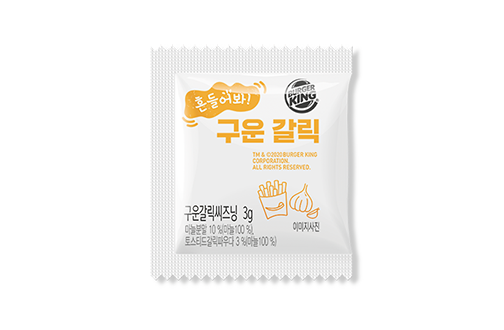 흔들어봐!
BURGER
KING
구운 갈릭
TM & ©2020 BURGER KING
CORPORATION.
ALL RIGHTS RESERVED.
구운갈릭씨즈닝 3g
마늘분말 10 %(마늘100 %),
토스티드갈릭파우다 3 %(마늘100 %)
이미지사진